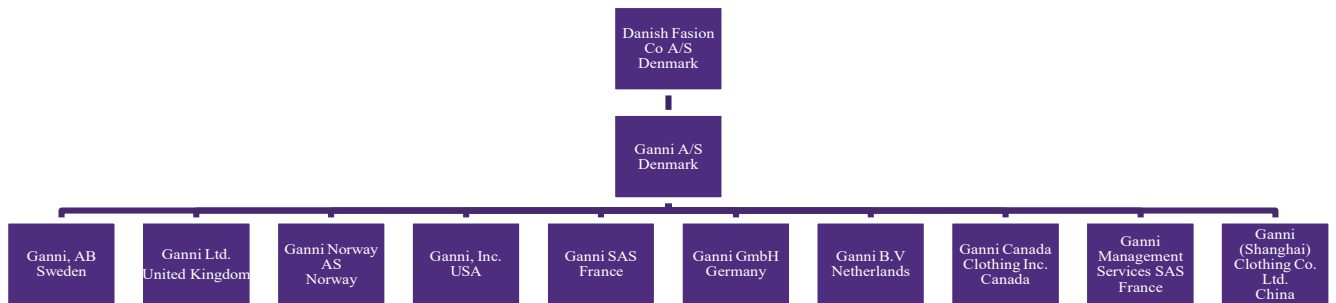 Danish Fasion
Co A/S
Denmark
Ganni A/S
Denmark
Ganni, AB
Sweden
Ganni Ltd.
United Kingdom
Ganni Norway
AS
Norway
Ganni, Inc.
USA
Ganni SAS
France
Ganni GmbH
Germany
Ganni B.V
Netherlands
Ganni Canada
Clothing Inc.
Canada
Ganni
Management
Services SAS
France
Ganni
(Shanghai)
Clothing Co.
Ltd.
China